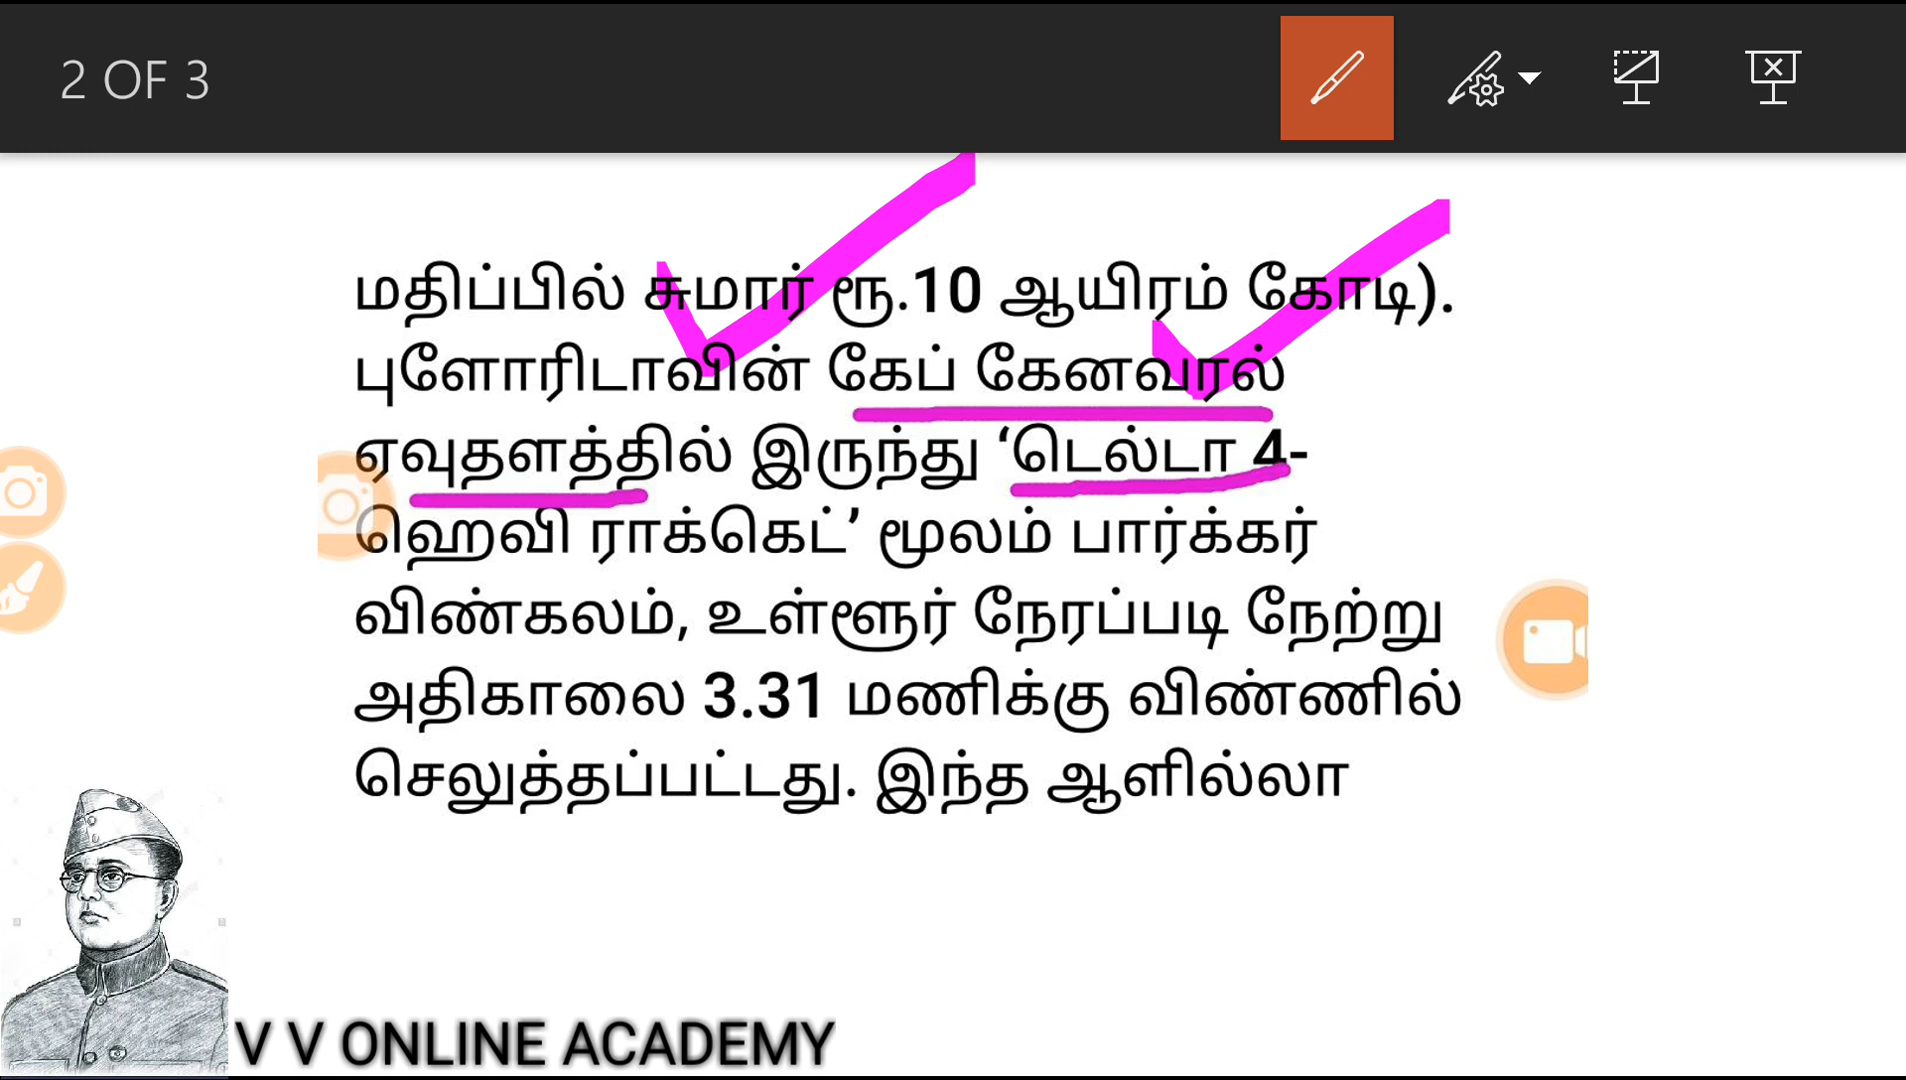 2 OF 3
மதிப்பில் சுமார் ரூ.10 ஆயிரம் கோடி).
புளோரிடாவின் கேப் கேனவரல்
ஏவுதளத்தில் இருந்து ‘டெல்டா 4-
ஹெவி ராக்கெட்’ மூலம் பார்க்கர்
விண்கலம், உள்ளூர் நேரப்படி நேற்று
அதிகாலை 3.31 மணிக்கு விண்ணில்
செலுத்தப்பட்டது. இந்த ஆளில்லா
V V ONLINE ACADEMY